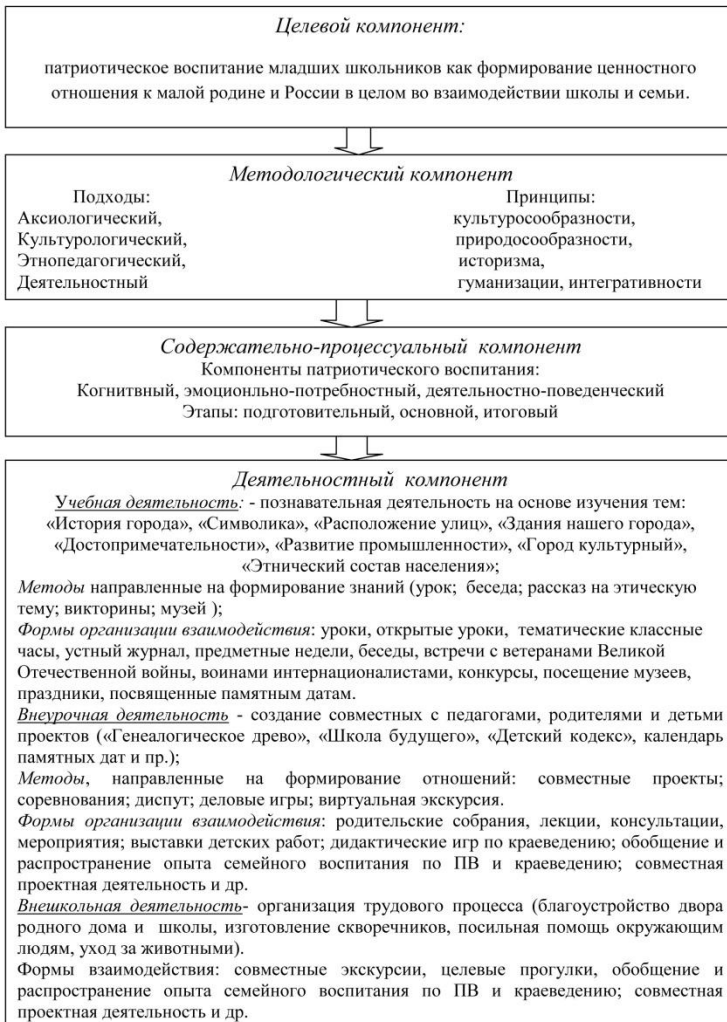 Целевой компонент:
патриотическое воспитание младших школьников как формирование ценностного
отношения к малой родине и России в целом во взаимодействии школы и семьи.
Методологический компонент
Подходы:
Аксиологический,
Культурологический,
Этнопедагогический,
Деятельностный
Принципы:
культуросообразности,
природосообразности,
историзма,
гуманизации, интегративности
Содержательно-процессуальный компонент
Компоненты патриотического воспитания:
Когнитвный, эмоционльно-потребностный, деятельностно-поведенческий
Этапы: подготовительный, основной, итоговый
Деятельностный компонент
Учебная деятельность: - познавательная деятельность на основе изучения тем:
«История города», «Символика», «Расположение улиц», «Здания нашего города»,
«Достопримечательности», «Развитие промышленности», «Город культурный»,
«Этнический состав населения»;
Методы направленные на формирование знаний (урок; беседа; рассказ на этическую
тему; викторины; музей );
Формы организации взаимодействия: уроки, открытые уроки, тематические классные
часы, устный журнал, предметные недели, беседы, встречи с ветеранами Великой
Отечественной войны, воинами интернационалистами, конкурсы, посещение музеев,
праздники, посвященные памятным датам.
Внеурочная деятельность - создание совместных с педагогами, родителями и детьми
проектов («Генеалогическое древо», «Школа будущего», «Детский кодекс», календарь
памятных дат и пр.);
Методы, направленные на формирование отношений: совместные проекты;
соревнования; диспут; деловые игры; виртуальная экскурсия.
Формы организации взаимодействия: родительские собрания, лекции, консультации,
мероприятия; выставки детских работ; дидактические игр по краеведению; обобщение и
распространение опыта семейного воспитания по ПВ и краеведению; совместная
проектная деятельность и др.
Внешкольная деятельность- организация трудового процесса (благоустройство двора
родного дома и школы, изготовление скворечников, посильная помощь окружающим
людям, уход за животными).
Формы взаимодействия: совместные экскурсии, целевые прогулки, обобщение и
распространение опыта семейного воспитания по ПВ и краеведению; совместная
проектная деятельность и др.